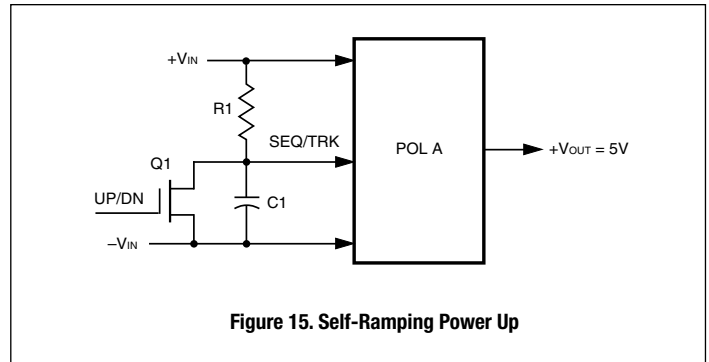 +VIN
R1
SEQ/TRK
POL A
+VOUT = 5V
Q1
UP/DN
C1
–VIN
Figure 15. Self-Ramping Power Up